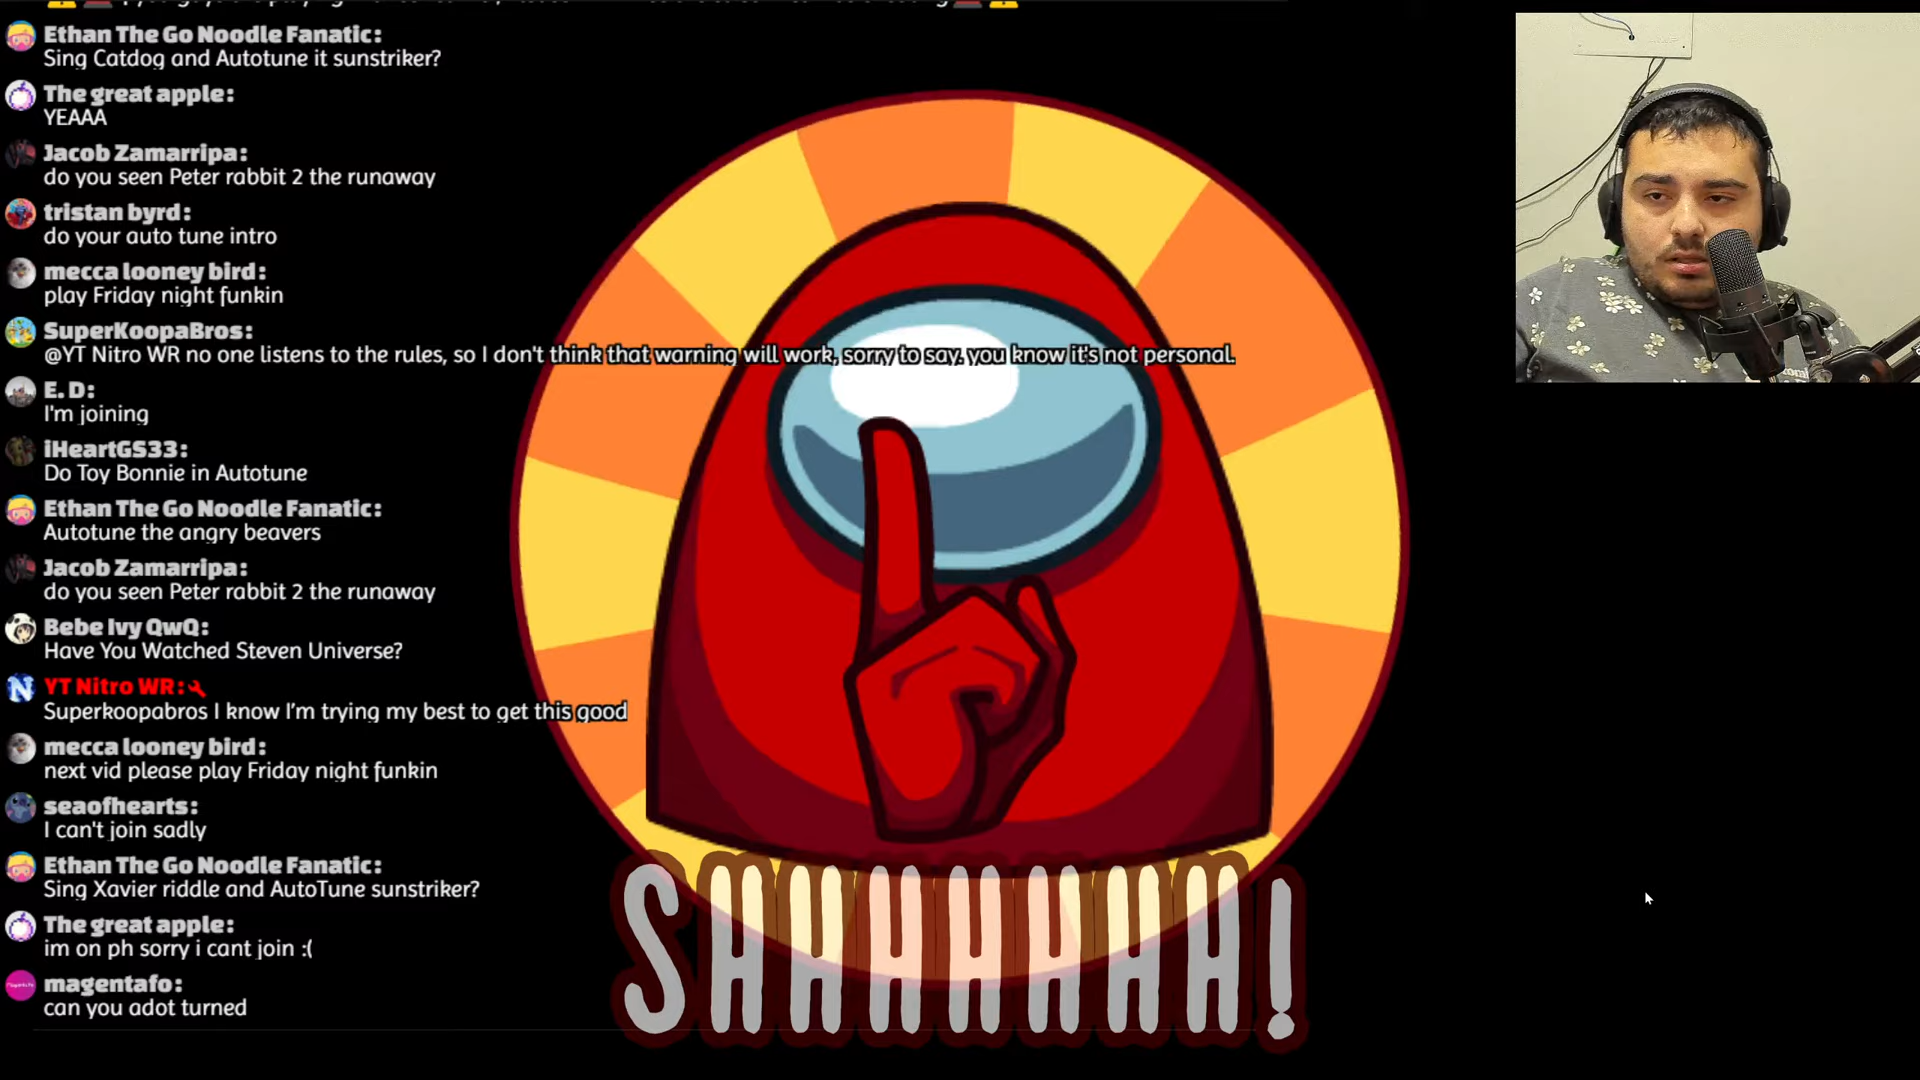 Ethan The Go Noodle Fanatic:
Sing Catdog and Autotune it sunstriker?
The great apple:
YEAAA
Jacob Zamarripa:
do you seen Peter rabbit 2 the runaway
tristan byrd:
do your auto tune intro
mecca looney bird:
play Friday night funkin
SuperKoopaBros:
@YT Nitro WR no one listens to the rules, so I don't think that warning will work, sorry to say. you know it's not personal.
E. D:
I'm joining
iHeartGS33:
Do Toy Bonnie in Autotune
Ethan The Go Noodle Fanatic:
Autotune the angry beavers
Jacob Zamarripa:
do you seen Peter rabbit 2 the runaway
Bebe Ivy QwQ:
Have You Watched Steven Universe?
YT Nitro WR:
Superkoopabros I know I'm trying my best to get this good
mecca looney bird:
next vid please play Friday night funkin
seaofhearts:
I can't join sadly
Ethan The Go Noodle Fanatic:
Sing Xavier riddle and AutoTune sunstriker?
The great apple:
im on ph sorry i cant join :(
magentafo:
can you adot turned
SHHHHHHH!